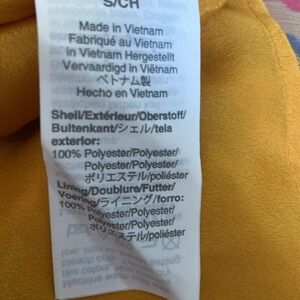 S/CH
Made in Vietnam
Fabriqué au Vietnam
in Vietnam Hergestellt
Vervaardigd in Viëtnam
ベトナム製
Hecho en Vietnam
Shell/Extérieur/Oberstoff/
Buitenkant/シェル/tela
exterior:
100% Polyester/Polyester/
Polyester/Polyester/
ポリエステル/poliéster
Lining/Doublure/Futter/
Voering/ライニング/forro:
100% Polyester/Polyester/
Polyester/Polyester/
ポリエステル/poliéster